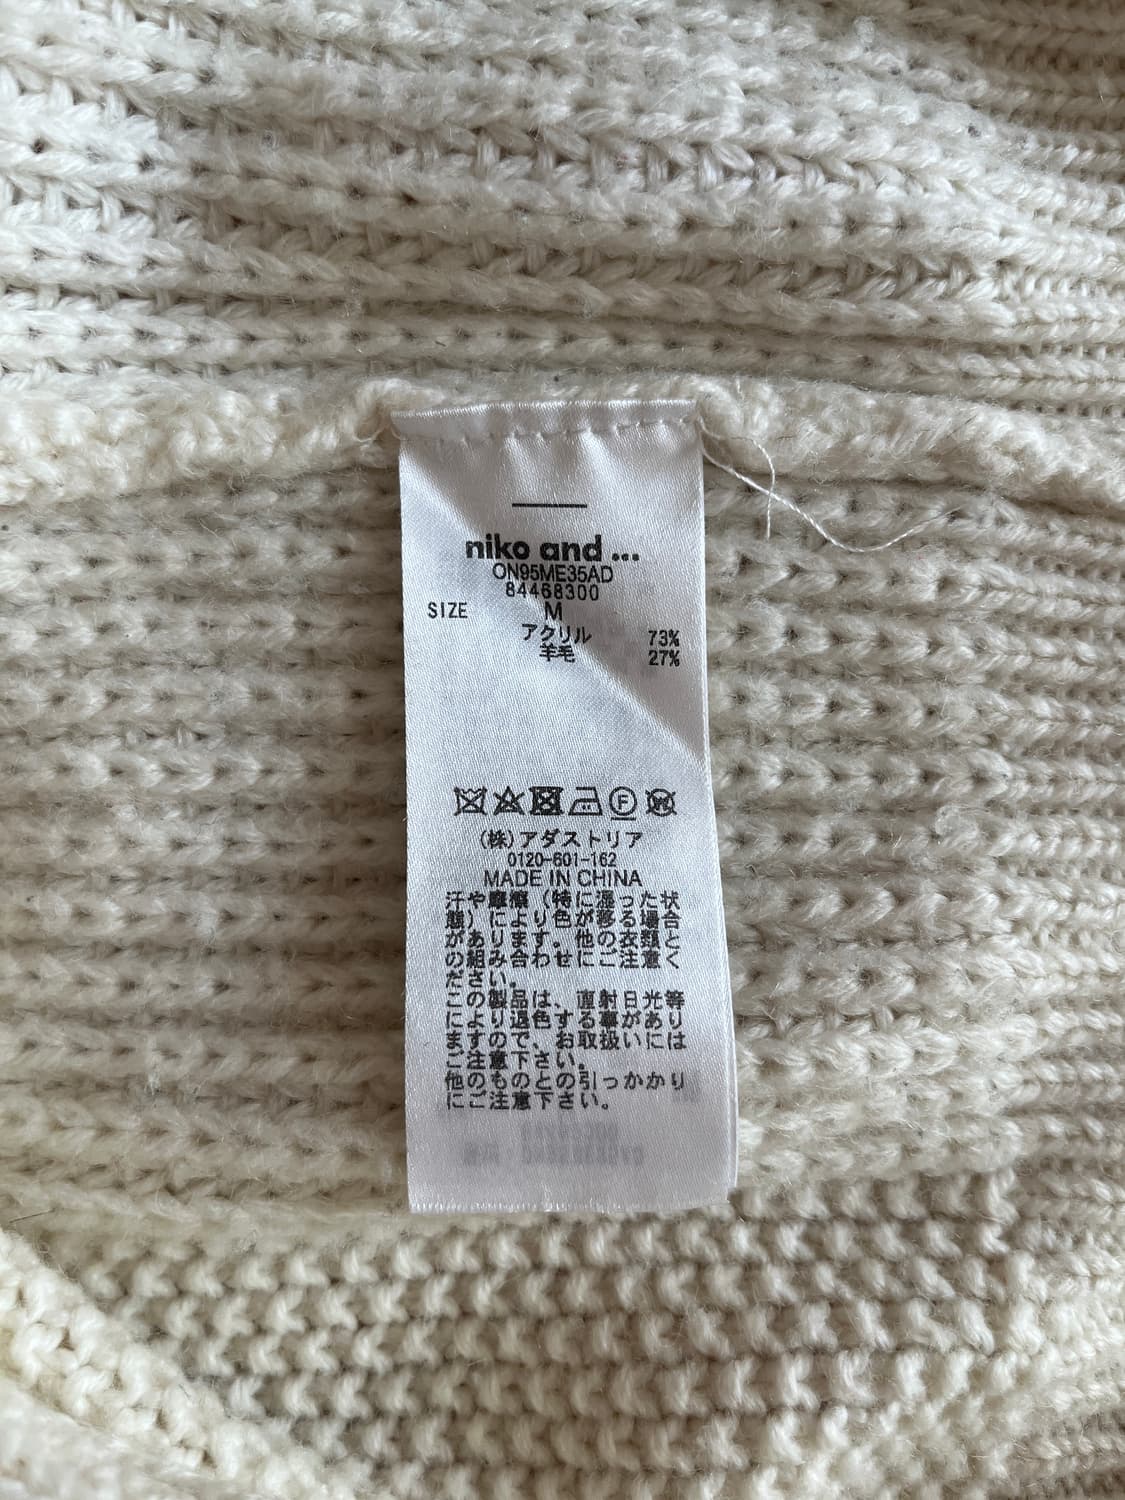 niko and ...
ON95ME35AD
84468300
SIZE M
アクリル 73%
羊毛 27%
F
W
(株)アダストリア
0120-601-162
MADE IN CHINA
汗や摩擦(特に湿った状
態)により色が移る場合
があります。他の衣類と
の組み合わせにご注意く
ださい。
この製品は、直射日光等
により退色する事があり
ますので、お取扱いには
ご注意下さい。
他のものとの引っかかり
にご注意下さい。